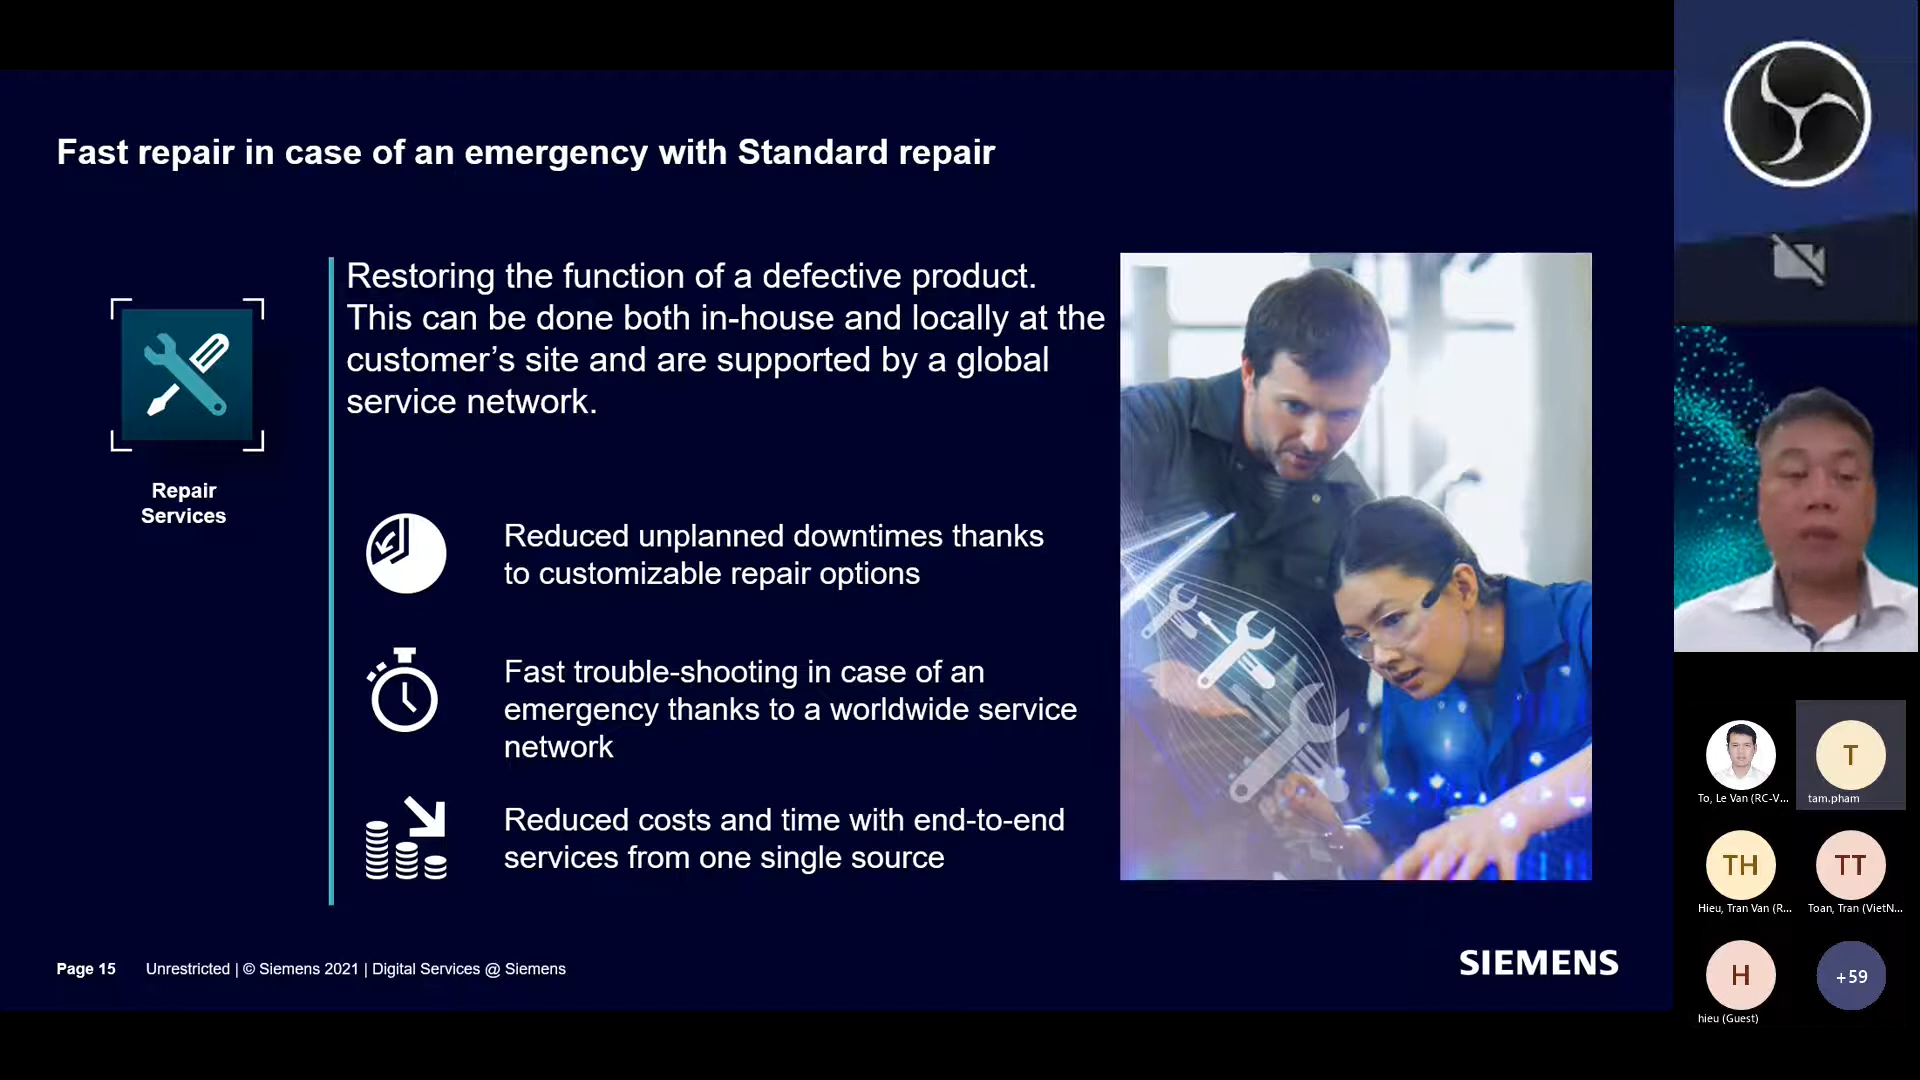 Fast repair in case of an emergency with Standard repair
Repair
Services
Restoring the function of a defective product.
This can be done both in-house and locally at the
customer’s site and are supported by a global
service network.
Reduced unplanned downtimes thanks
to customizable repair options
Fast trouble-shooting in case of an
emergency thanks to a worldwide service
network
Reduced costs and time with end-to-end
services from one single source
Page 15 Unrestricted | © Siemens 2021 | Digital Services @ Siemens
SIEMENS
To, Le Van (RC-V...
T
tam.pham
TH
Hieu, Tran Van (R...
TT
Toan, Tran (VietN...
H
hieu (Guest)
+59